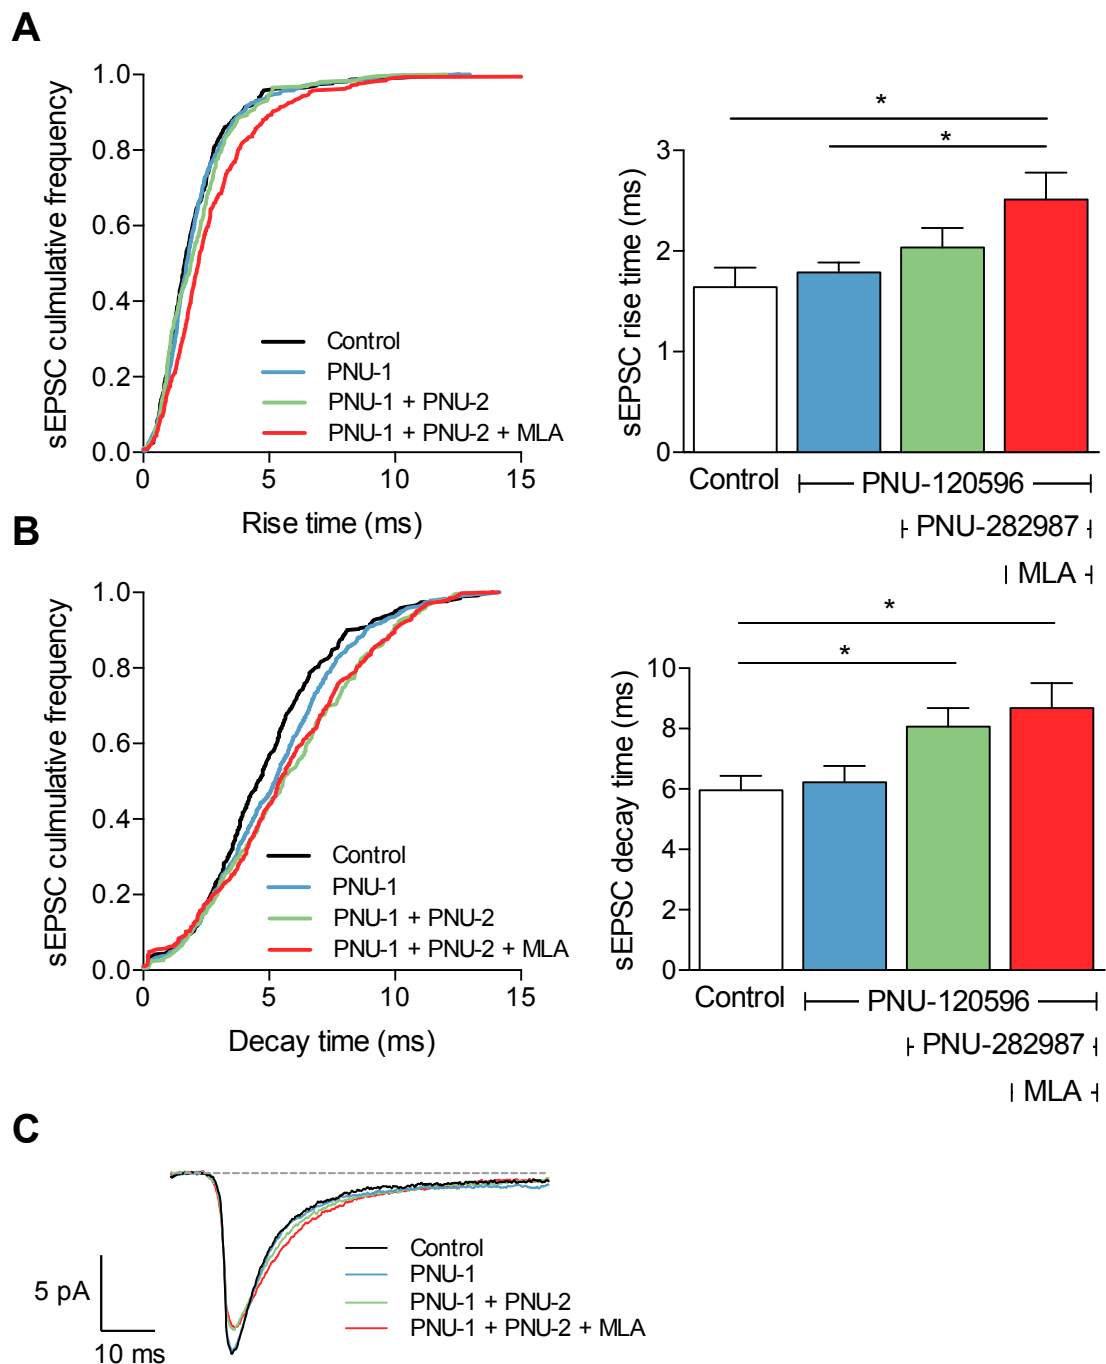 A
sEPSC culmulative frequency
1.0
0.8
0.6
0.4
0.2
0.0
0
5
10
15
Rise time (ms)
Control
PNU-1
PNU-1 + PNU-2
PNU-1 + PNU-2 + MLA
sEPSC rise time (ms)
3
2
1
0
*
*
Control
PNU-120596
PNU-282987
MLA
B
sEPSC culmulative frequency
1.0
0.8
0.6
0.4
0.2
0.0
0
5
10
15
Decay time (ms)
Control
PNU-1
PNU-1 + PNU-2
PNU-1 + PNU-2 + MLA
sEPSC decay time (ms)
10
8
6
4
2
0
*
*
Control
PNU-120596
PNU-282987
MLA
C
5 pA
10 ms
Control
PNU-1
PNU-1 + PNU-2
PNU-1 + PNU-2 + MLA